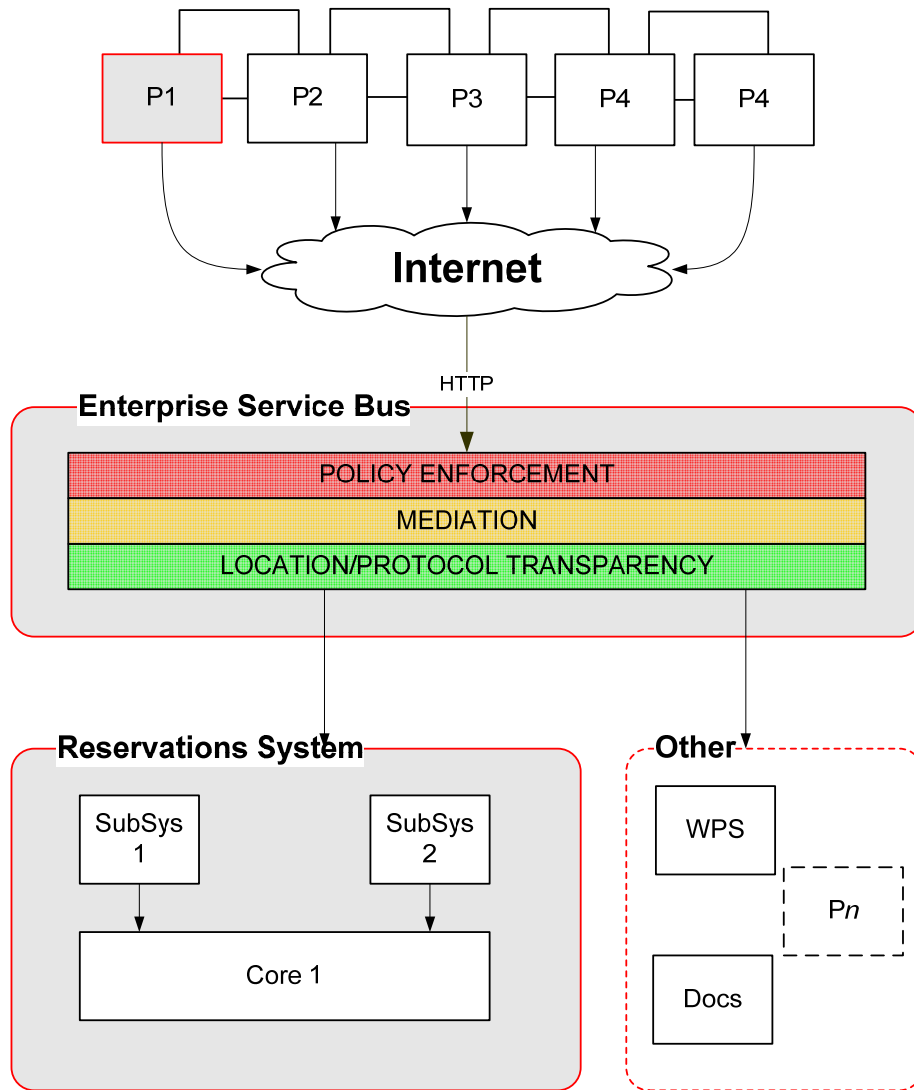 P1
P2
P3
P4
P4
Internet
HTTP
Enterprise Service Bus
POLICY ENFORCEMENT
MEDIATION
LOCATION/PROTOCOL TRANSPARENCY
Reservations System
SubSys
1
SubSys
2
Core 1
Other
WPS
Pn
Docs